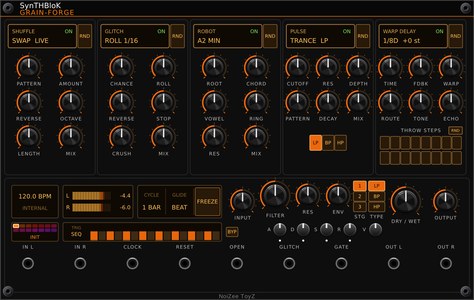 SynTHBloK
GRAIN-FORGE
SHUFFLE ON RND
SWAP LIVE
GLITCH ON RND
ROLL 1/16
ROBOT ON RND
A2 MIN
PULSE ON RND
TRANCE LP
WARP DELAY ON RND
1/8D +0 st
PATTERN AMOUNT
CHANCE ROLL
ROOT CHORD
CUTOFF RES DEPTH
TIME FDBK WARP
REVERSE OCTAVE
REVERSE STOP
VOWEL RING
PATTERN DECAY MIX
ROUTE TONE ECHO
LENGTH MIX
CRUSH MIX
RES MIX
LP BP HP
THROW STEPS RND
120.0 BPM
INTERNAL
L -4.4
R -6.0
CYCLE GLIDE
1 BAR BEAT
FREEZE
INPUT
FILTER
RES
ENV
1 LP
2 BP
3 HP
STG TYPE
DRY / WET
OUTPUT
INIT
TRIG
SEQ
BYP
A D S R V
IN L IN R CLOCK RESET OPEN GLITCH GATE OUT L OUT R
NoiZee ToyZ